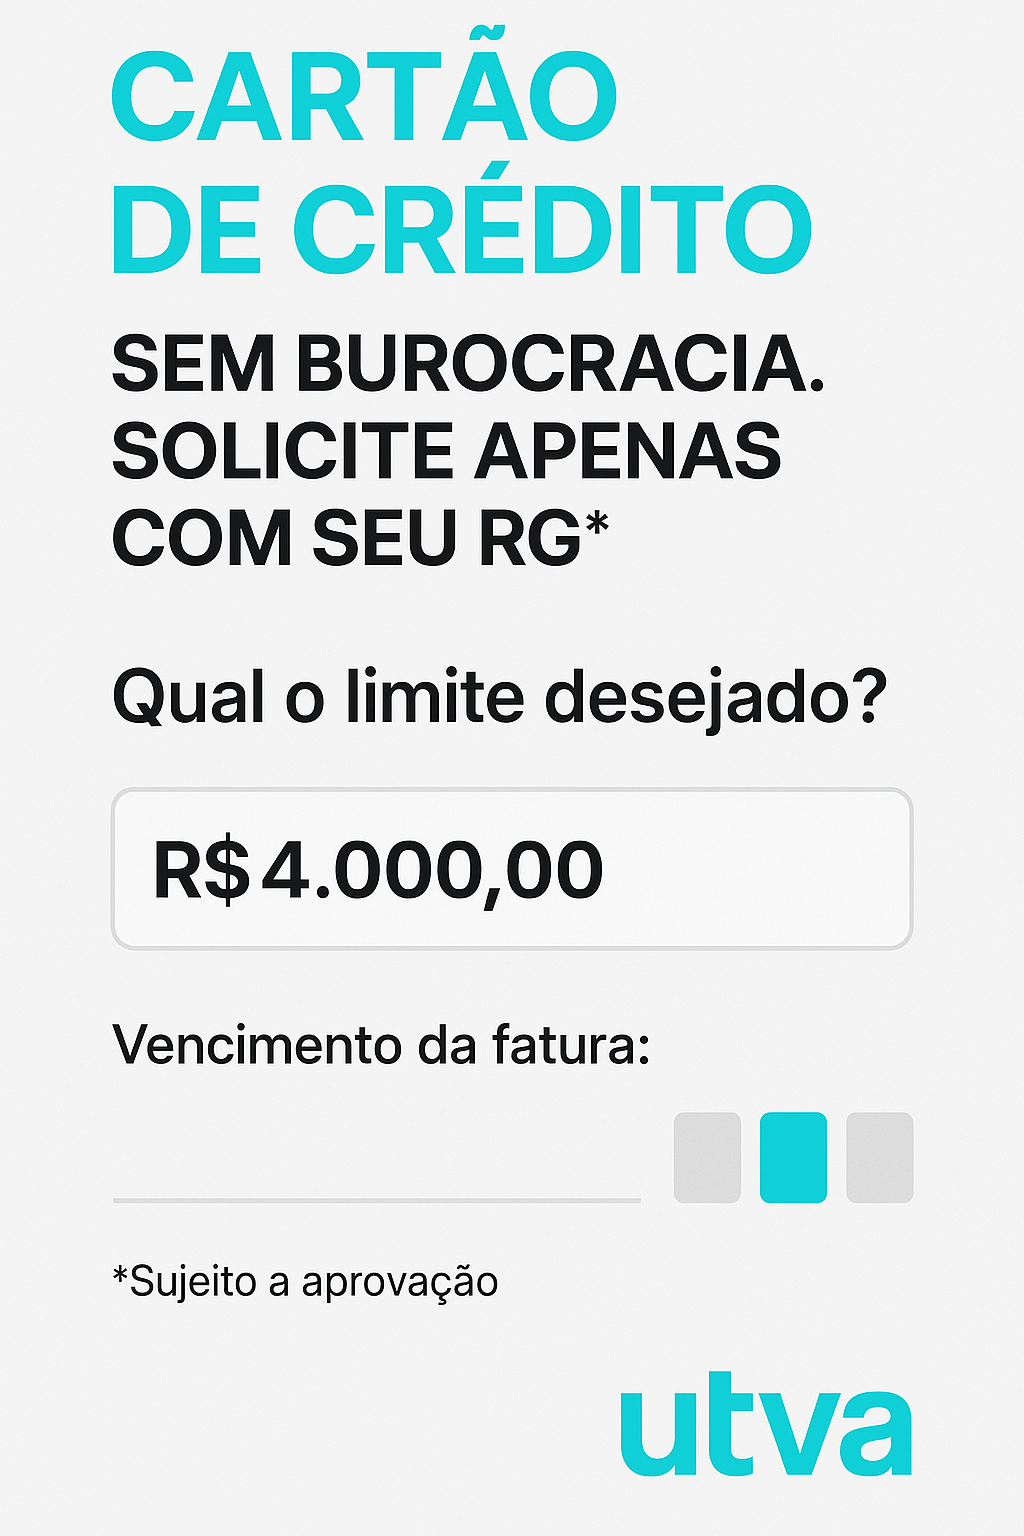 CARTÃO
DE CRÉDITO
SEM BUROCRACIA.
SOLICITE APENAS
COM SEU RG*
Qual o limite desejado?
R$ 4.000,00
Vencimento da fatura:
*Sujeito a aprovação
utva